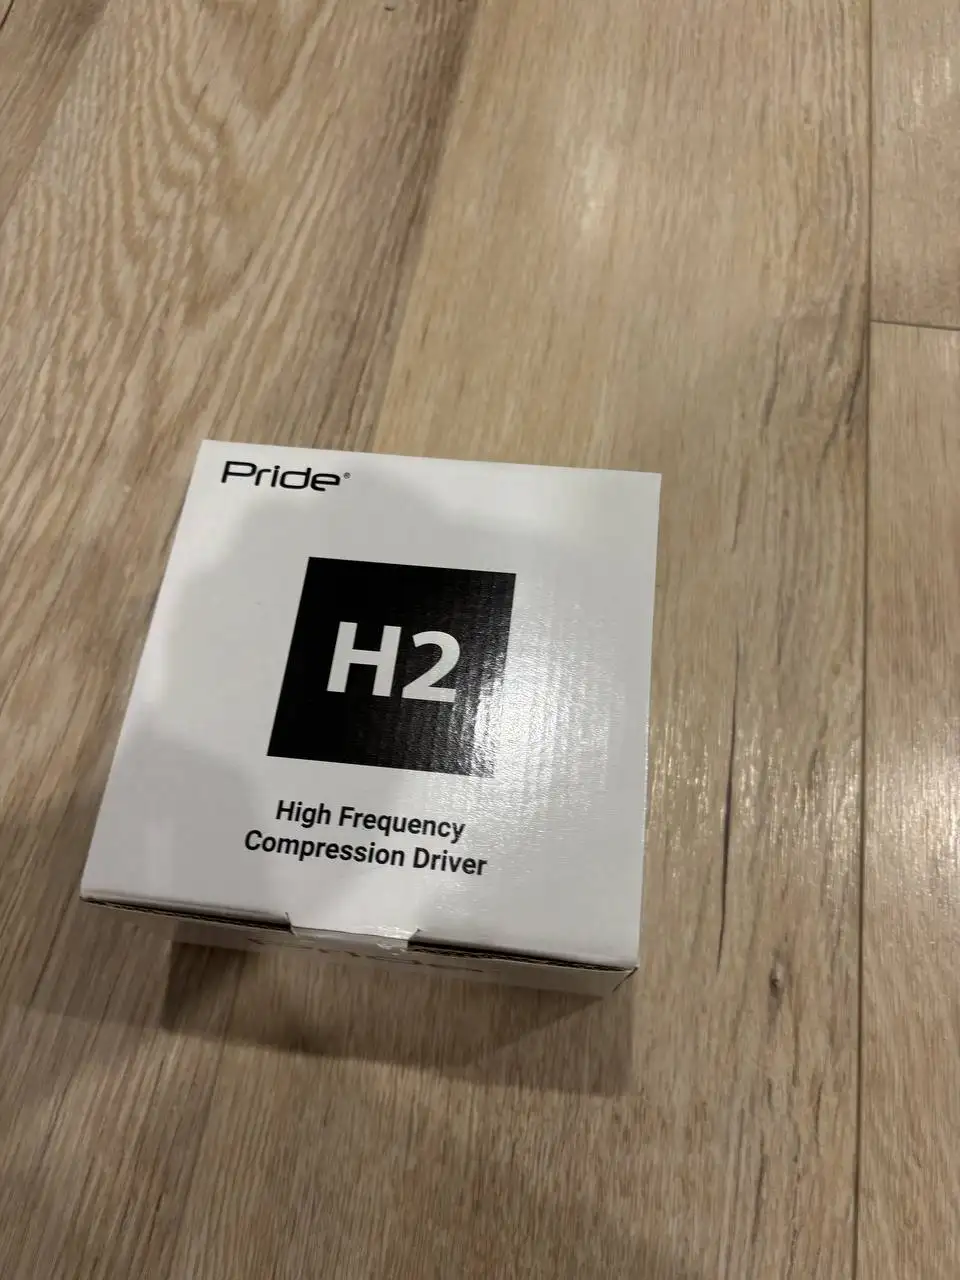 Pride®
H2
High Frequency
Compression Driver